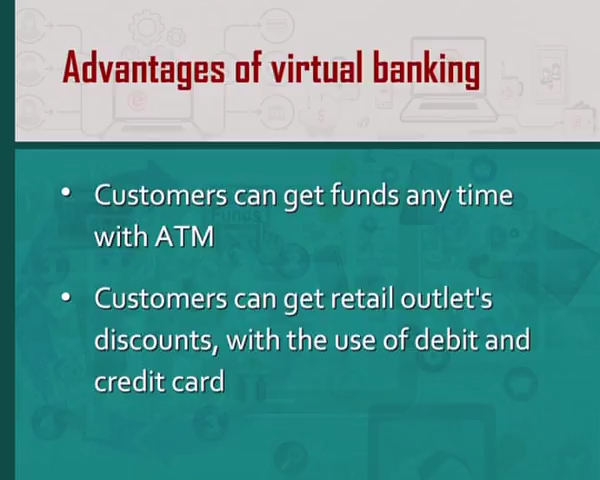 Advantages of virtual banking
• Customers can get funds any time
with ATM
• Customers can get retail outlet's
discounts, with the use of debit and
credit card